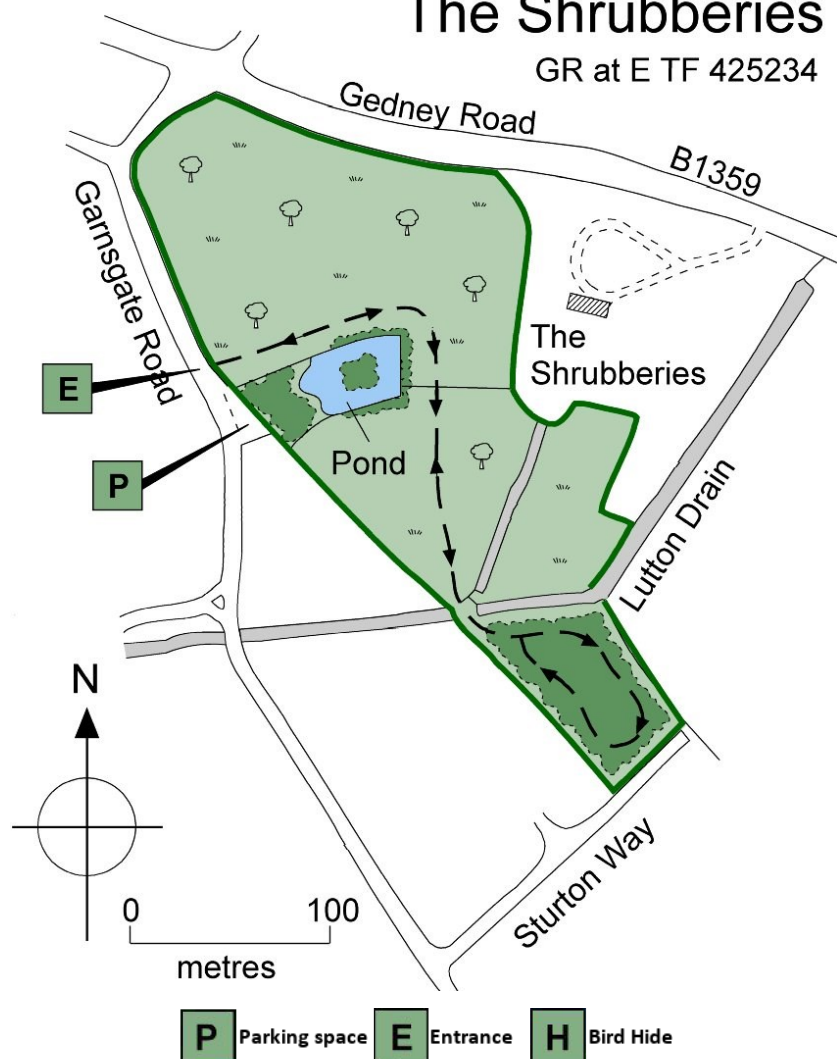 The Shrubberies
GR at E TF 425234
Gedney Road
B1359
Garnsgate Road
E
The
Shrubberies
P
Pond
Lutton Drain
N
0 100
metres
Sturton Way
P Parking space E Entrance H Bird Hide